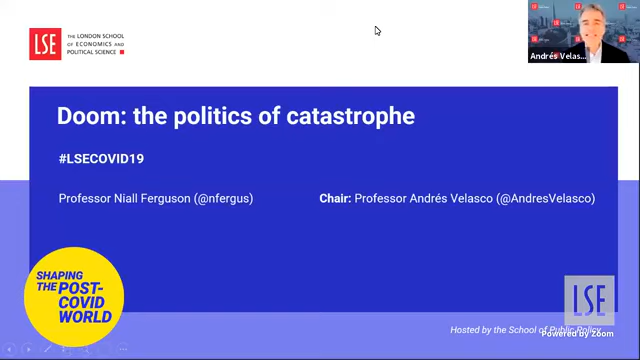 LSE
THE LONDON SCHOOL
OF ECONOMICS AND
POLITICAL SCIENCE
Andrés Velas...
Doom: the politics of catastrophe
#LSECOVID19
Professor Niall Ferguson (@nfergus)
Chair: Professor Andrés Velasco (@AndresVelasco)
SHAPING
THE POST-
COVID
WORLD
LSE
Hosted by the School of Public Policy
Powered by Zoom